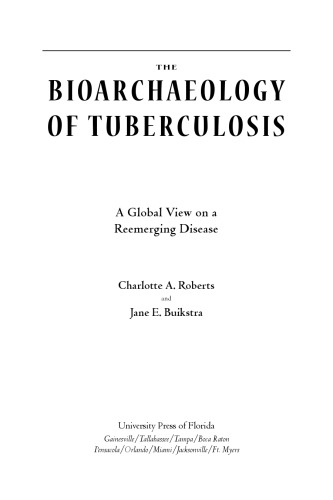 THE
BIOARCHAEOLOGY
OF TUBERCULOSIS
A Global View on a
Reemerging Disease
Charlotte A. Roberts
and
Jane E. Buikstra
University Press of Florida
Gainesville/Tallahassee/Tampa/Boca Raton
Pensacola/Orlando/Miami/Jacksonville/Ft. Myers